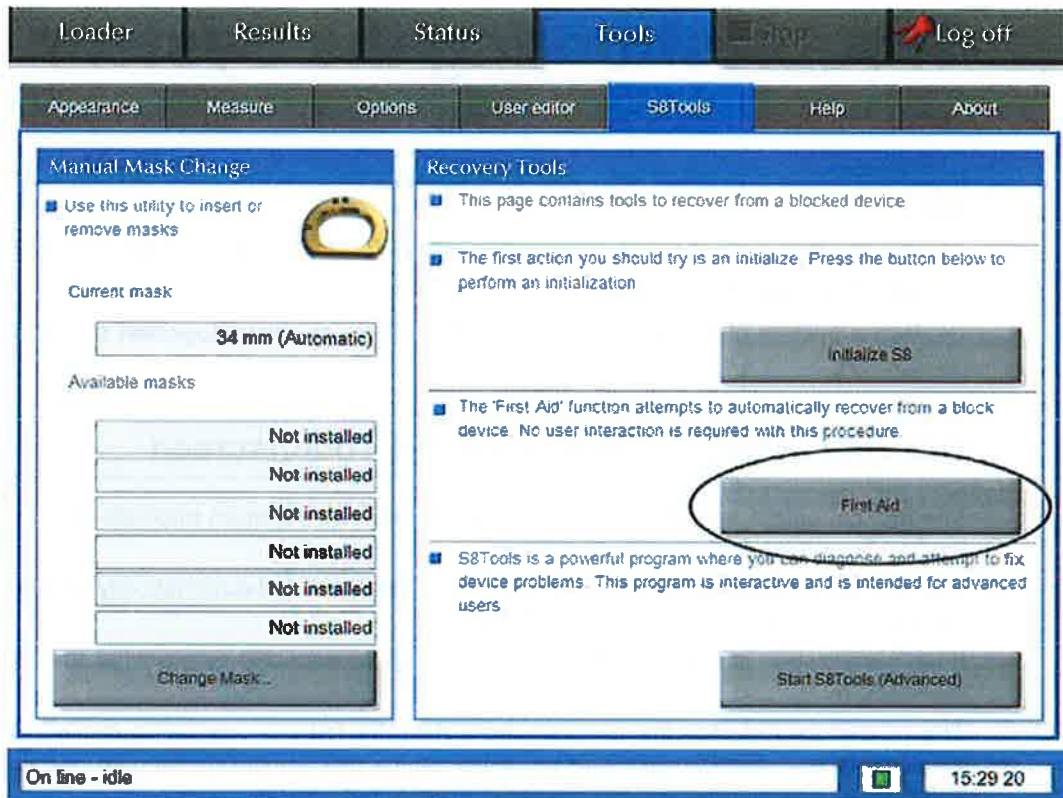 Loader Results Status Tools Stop Log off
Appearance Measure Options User editor S8Tools Help About
Manual Mask Change
Use this utility to insert or
remove masks
Current mask
34 mm (Automatic)
Available masks
Not installed
Not installed
Not installed
Not installed
Not installed
Not installed
Change Mask...
Recovery Tools
This page contains tools to recover from a blocked device
The first action you should try is an initialize. Press the button below to
perform an initialization
Initialize S8
The 'First Aid' function attempts to automatically recover from a block
device. No user interaction is required with this procedure.
First Aid
S8Tools is a powerful program where you can diagnose and attempt to fix
device problems. This program is interactive and is intended for advanced
users
Start S8Tools (Advanced)
On line - idle
15:29 20